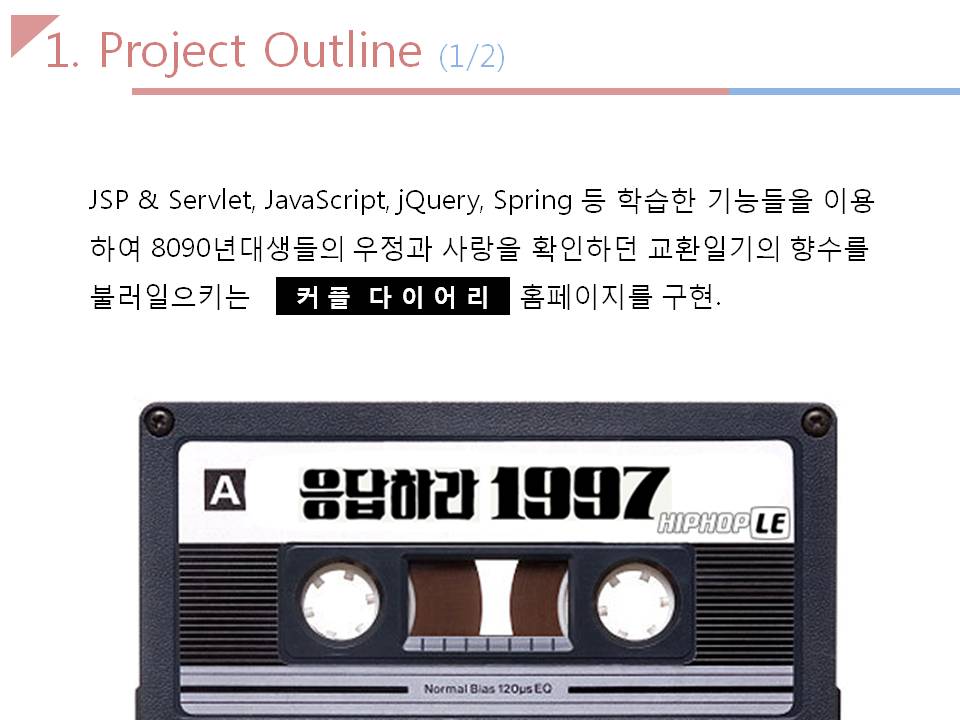 1. Project Outline (1/2)
JSP & Servlet, JavaScript, jQuery, Spring 등 학습한 기능들을 이용
하여 8090년대생들의 우정과 사랑을 확인하던 교환일기의 향수를
불러일으키는 커 플 다 이 어 리 홈페이지를 구현.
A 응답하라 1997
HIPHOP LE
Normal Bias 120μs EQ